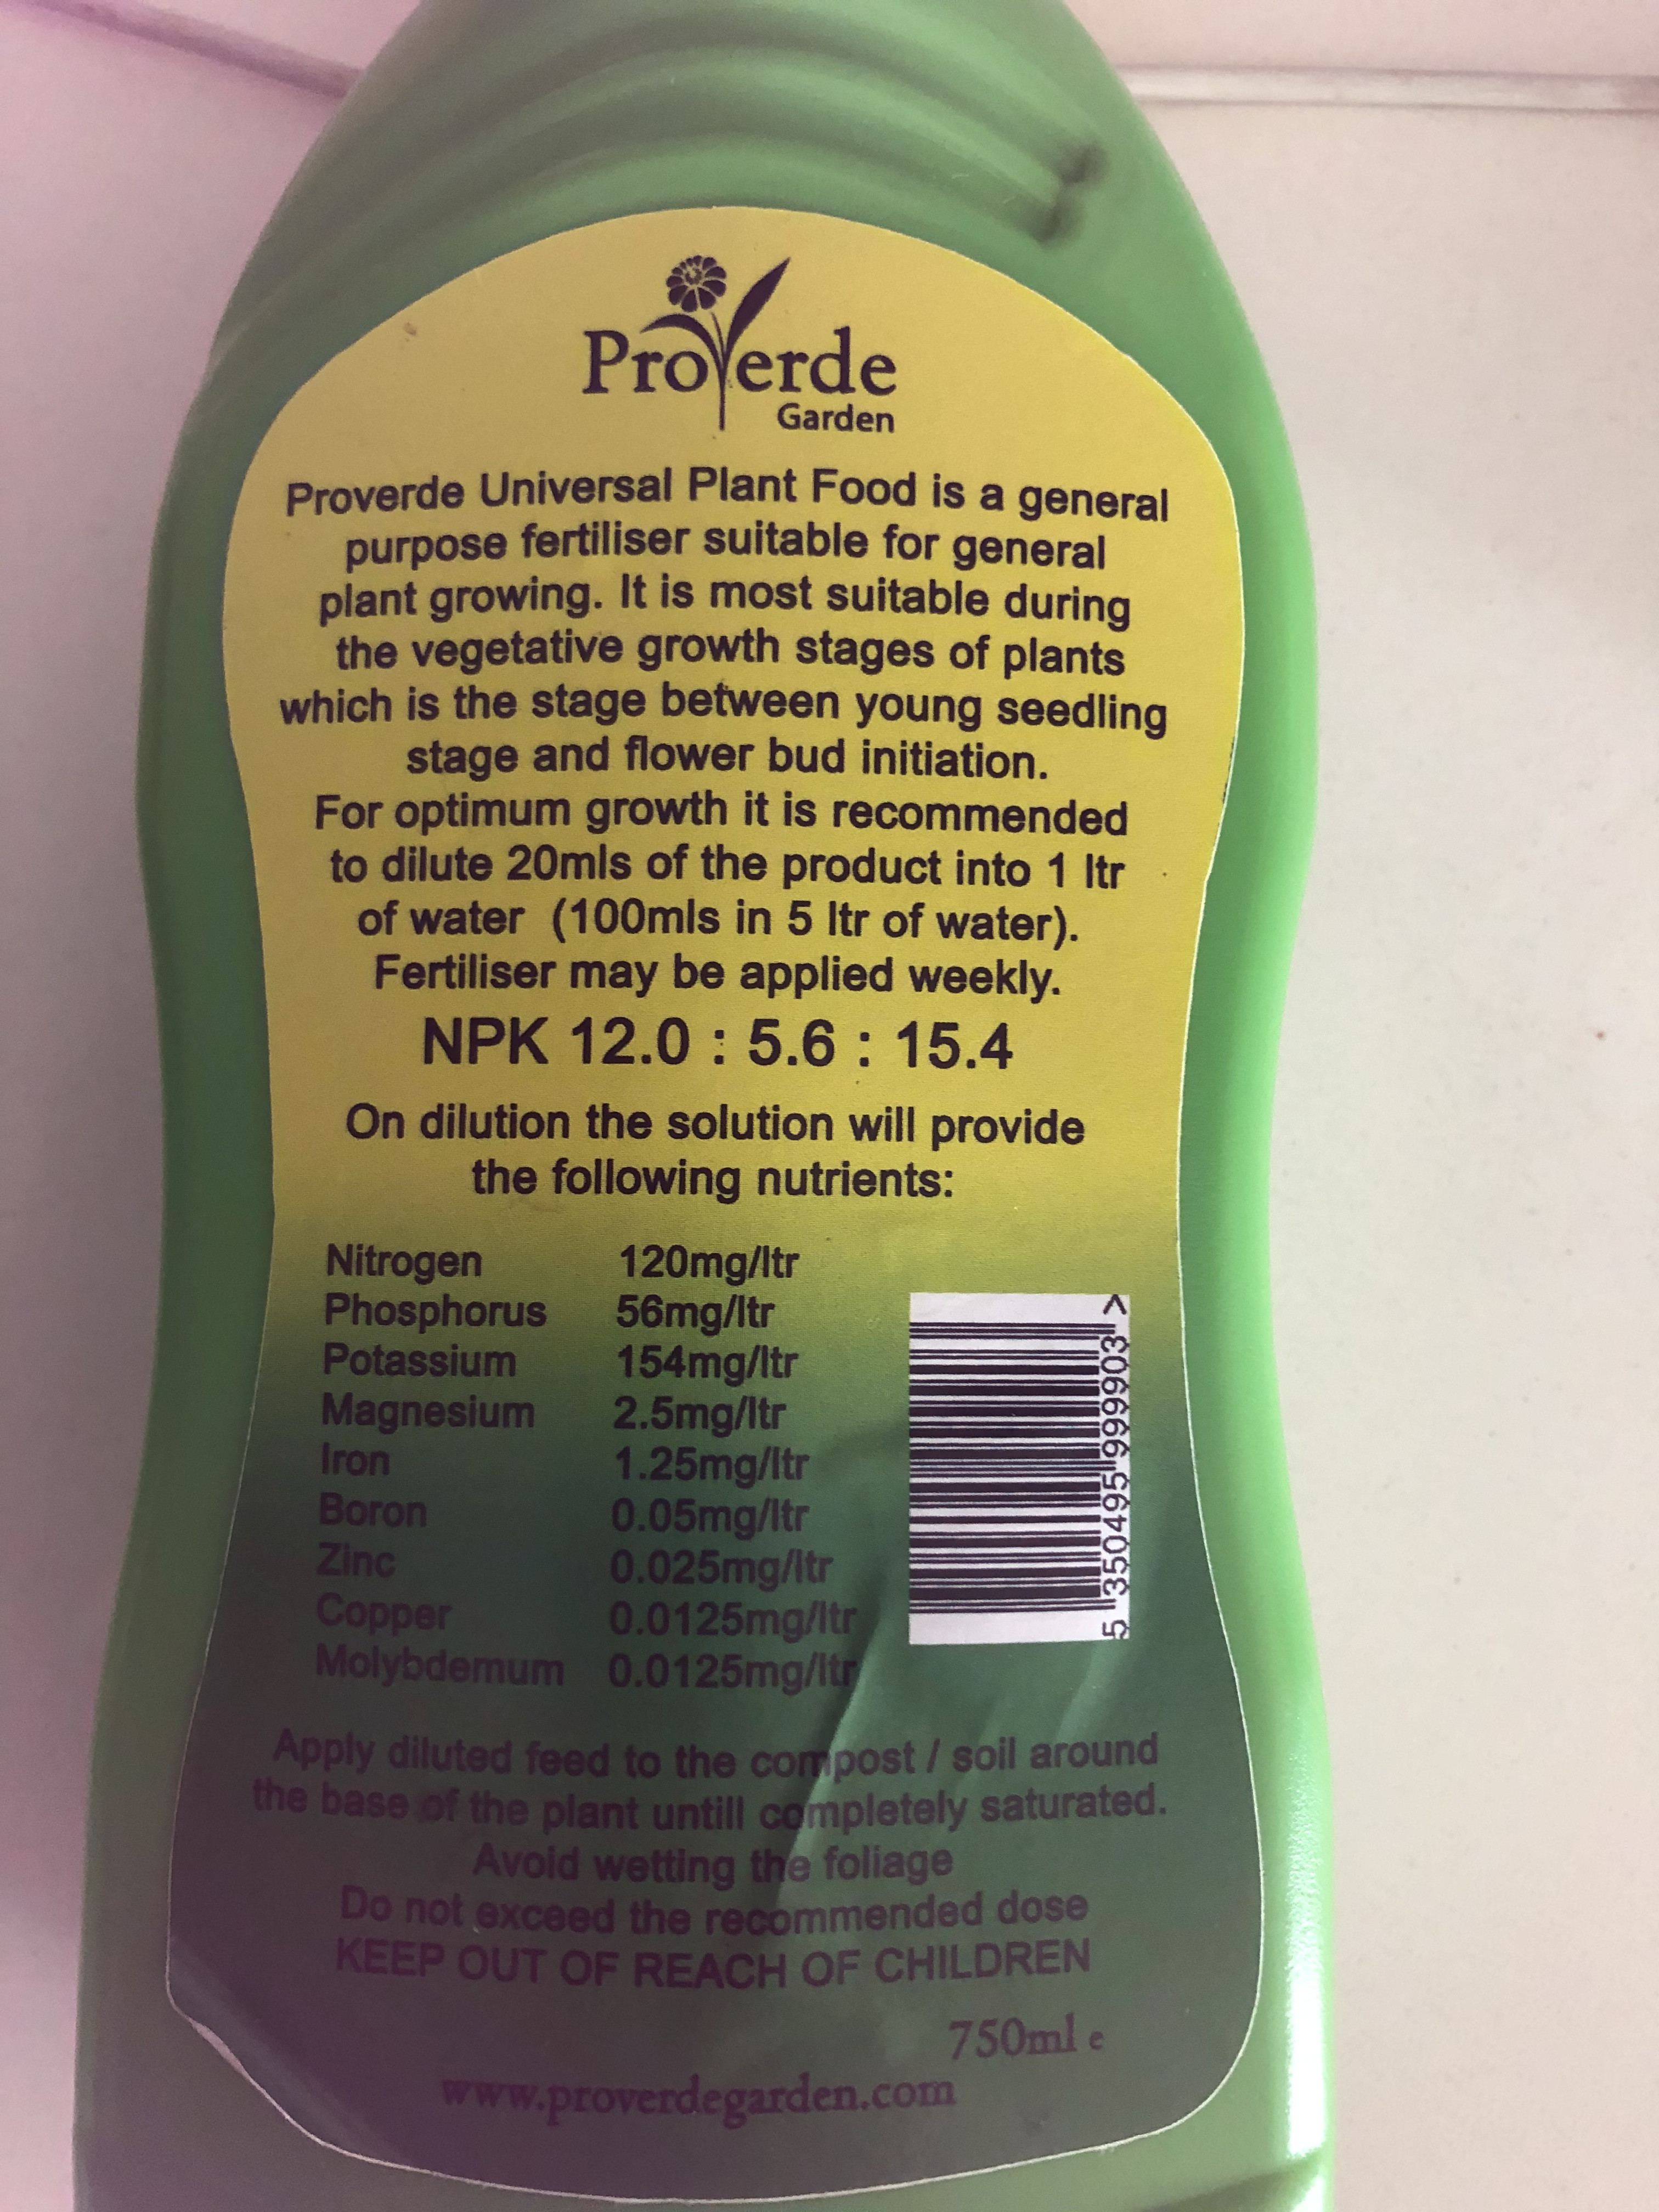 ProVerde
Garden
Proverde Universal Plant Food is a general
purpose fertiliser suitable for general
plant growing. It is most suitable during
the vegetative growth stages of plants
which is the stage between young seedling
stage and flower bud initiation.
For optimum growth it is recommended
to dilute 20mls of the product into 1 ltr
of water (100mls in 5 ltr of water).
Fertiliser may be applied weekly.
NPK 12.0 : 5.6 : 15.4
On dilution the solution will provide
the following nutrients:
Nitrogen 120mg/ltr
Phosphorus 56mg/ltr
Potassium 154mg/ltr
Magnesium 2.5mg/ltr
Iron 1.25mg/ltr
Boron 0.05mg/ltr
Zinc 0.025mg/ltr
Copper 0.0125mg/ltr
Molybdemum 0.0125mg/ltr
5 350495 999903 >
Apply diluted feed to the compost / soil around
the base of the plant untill completely saturated.
Avoid wetting the foliage
Do not exceed the recommended dose
KEEP OUT OF REACH OF CHILDREN
750ml e
www.proverdegarden.com